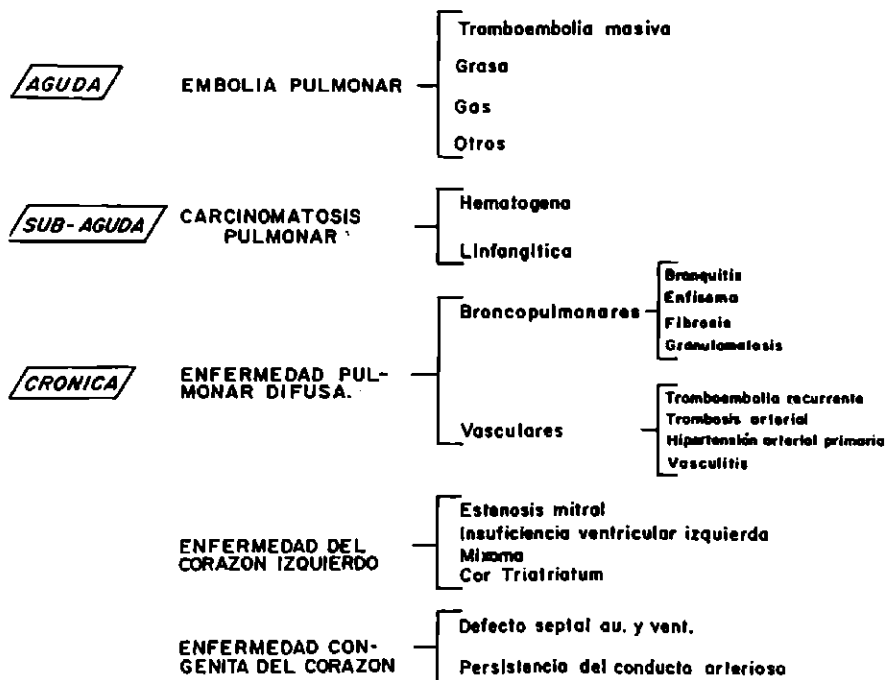 AGUDA
EMBOLIA PULMONAR
Tromboembolia masiva
Grasa
Gas
Otros
SUB-AGUDA
CARCINOMATOSIS
PULMONAR
Hematogena
Linfangitica
CRONICA
ENFERMEDAD PUL-
MONAR DIFUSA.
Broncopulmonares
Bronquitis
Enfisema
Fibrosis
Granulomatosis
Vasculares
Tromboembolia recurrente
Trombosis arterial
Hipertensión arterial primaria
Vasculitis
ENFERMEDAD DEL
CORAZON IZQUIERDO
Estenosis mitral
Insuficiencia ventricular izquierda
Mixoma
Cor Triatriatum
ENFERMEDAD CON-
GENITA DEL CORAZON
Defecto septal au. y vent.
Persistencia del conducto arterioso